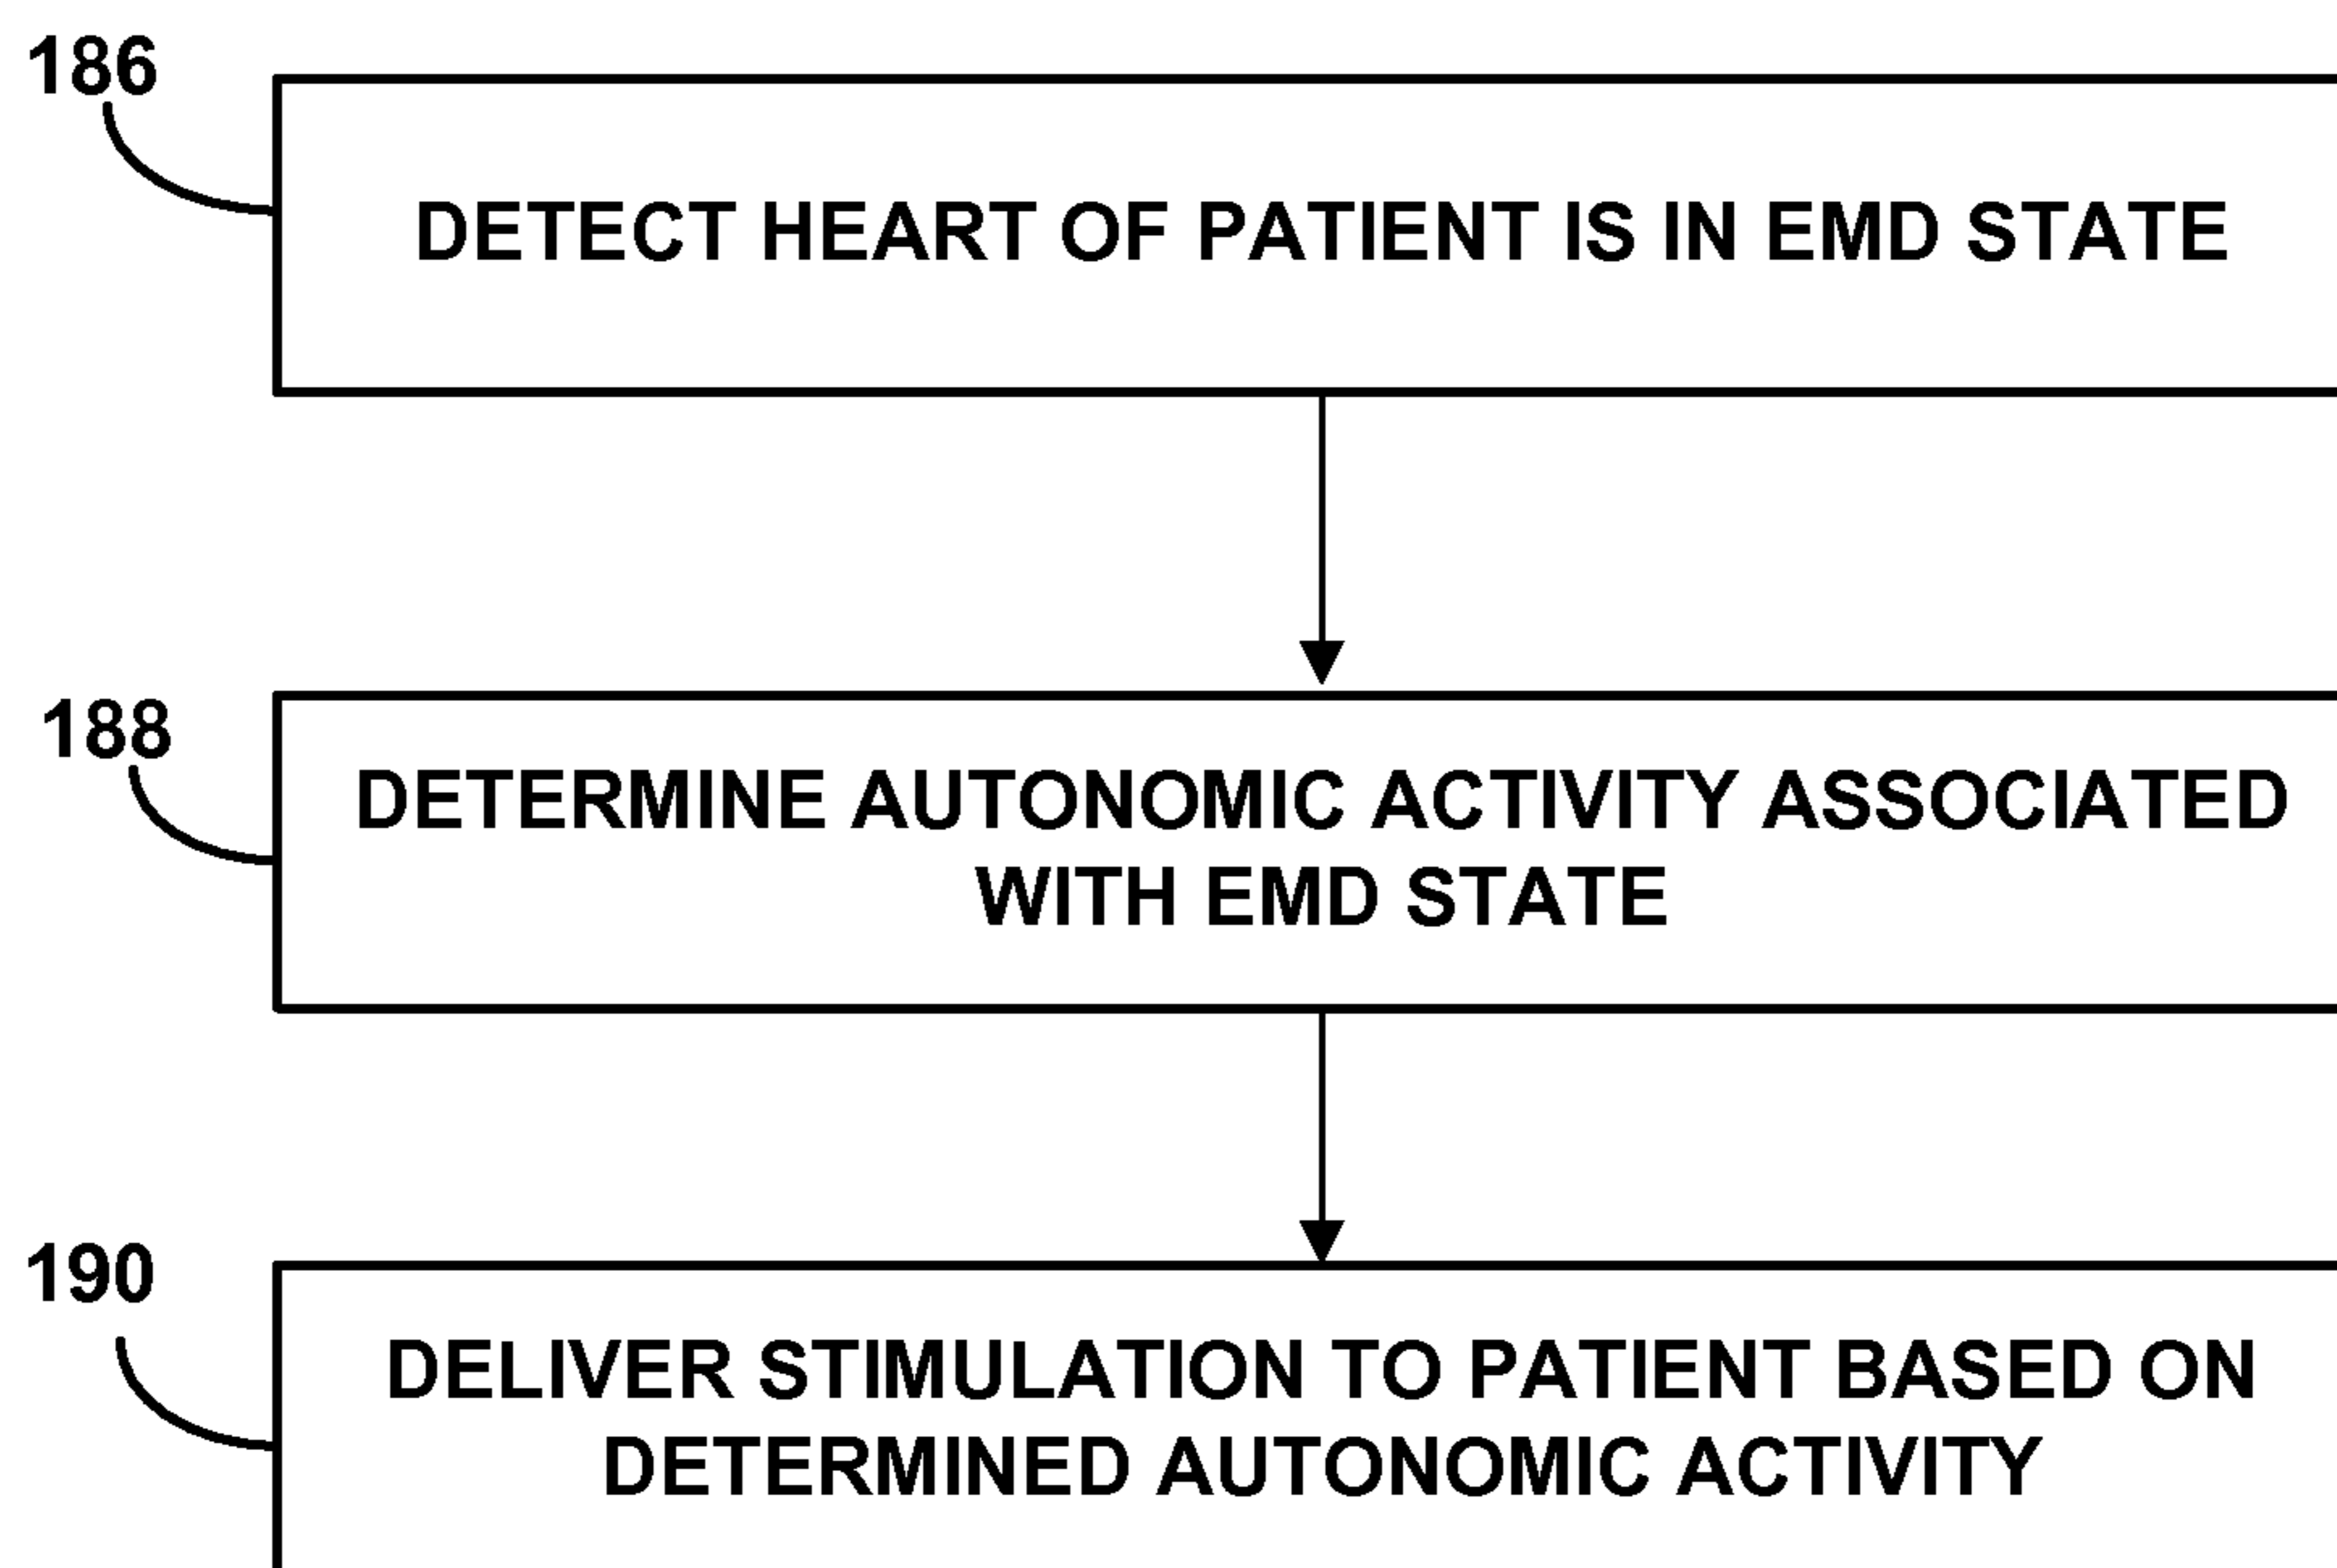 186
DETECT HEART OF PATIENT IS IN EMD STATE
188
DETERMINE AUTONOMIC ACTIVITY ASSOCIATED
WITH EMD STATE
190
DELIVER STIMULATION TO PATIENT BASED ON
DETERMINED AUTONOMIC ACTIVITY